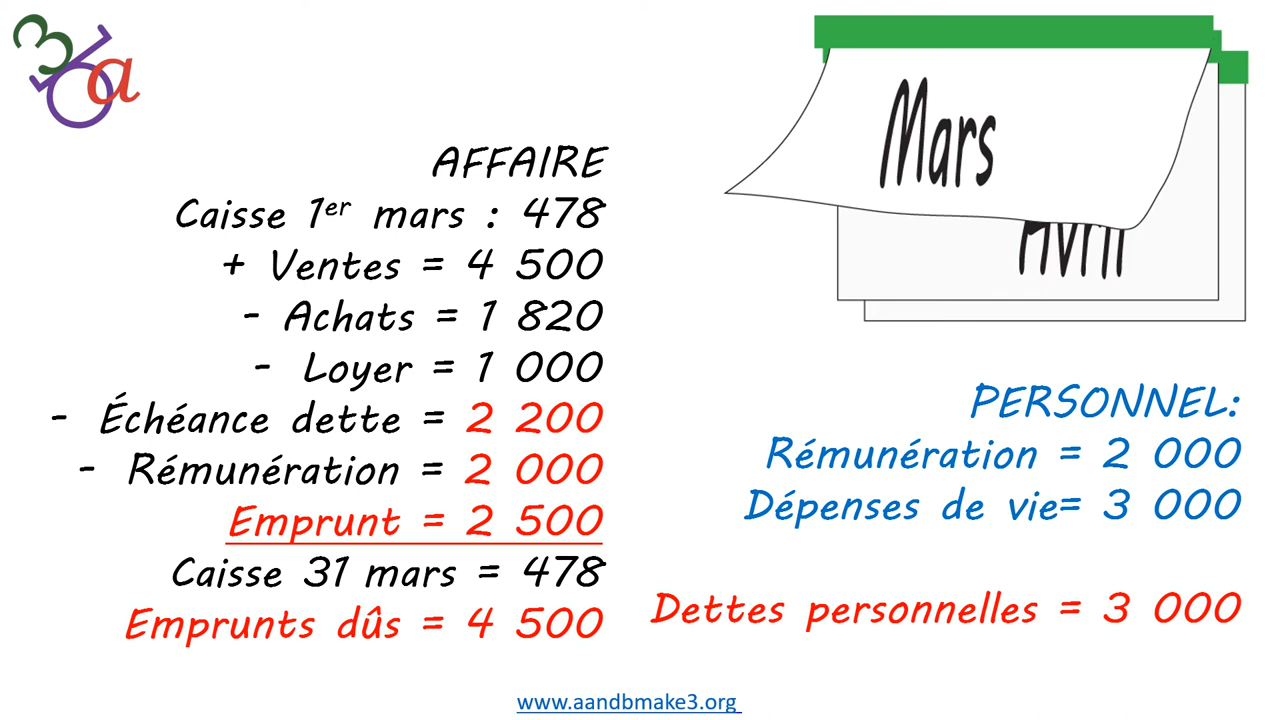 3
a
AFFAIRE
Caisse 1er mars : 478
+ Ventes = 4 500
- Achats = 1 820
- Loyer = 1 000
- Échéance dette = 2 200
- Rémunération = 2 000
Emprunt = 2 500
Caisse 31 mars = 478
Emprunts dûs = 4 500
Mars
Avril
PERSONNEL:
Rémunération = 2 000
Dépenses de vie= 3 000
Dettes personnelles = 3 000
www.aandbmake3.org